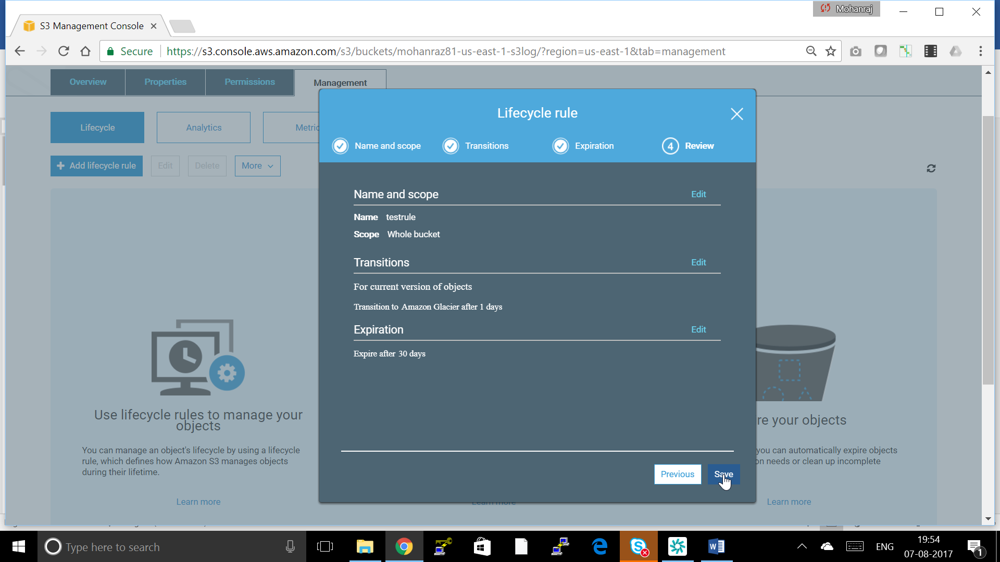 Mohanraj
S3 Management Console
Secure
https://s3.console.aws.amazon.com/s3/buckets/mohanraz81-us-east-1-s3log/?region=us-east-1&tab=management
Overview
Properties
Permissions
Management
Lifecycle rule
Lifecycle
Analytics
Metric
Name and scope
Transitions
Expiration
4 Review
Add lifecycle rule
Edit
Delete
More
Name and scope
Edit
Name testrule
Scope Whole bucket
Transitions
Edit
For current version of objects
Transition to Amazon Glacier after 1 days
Expiration
Edit
Expire after 30 days
Use lifecycle rules to manage your
objects
You can manage an object's lifecycle by using a lifecycle
rule, which defines how Amazon S3 manages objects
during their lifetime.
Learn more
re your objects
you can automatically expire objects
on needs or clean up incomplete
Learn more
Learn more
Previous
Save
Type here to search
ENG
19:54
07-08-2017
1